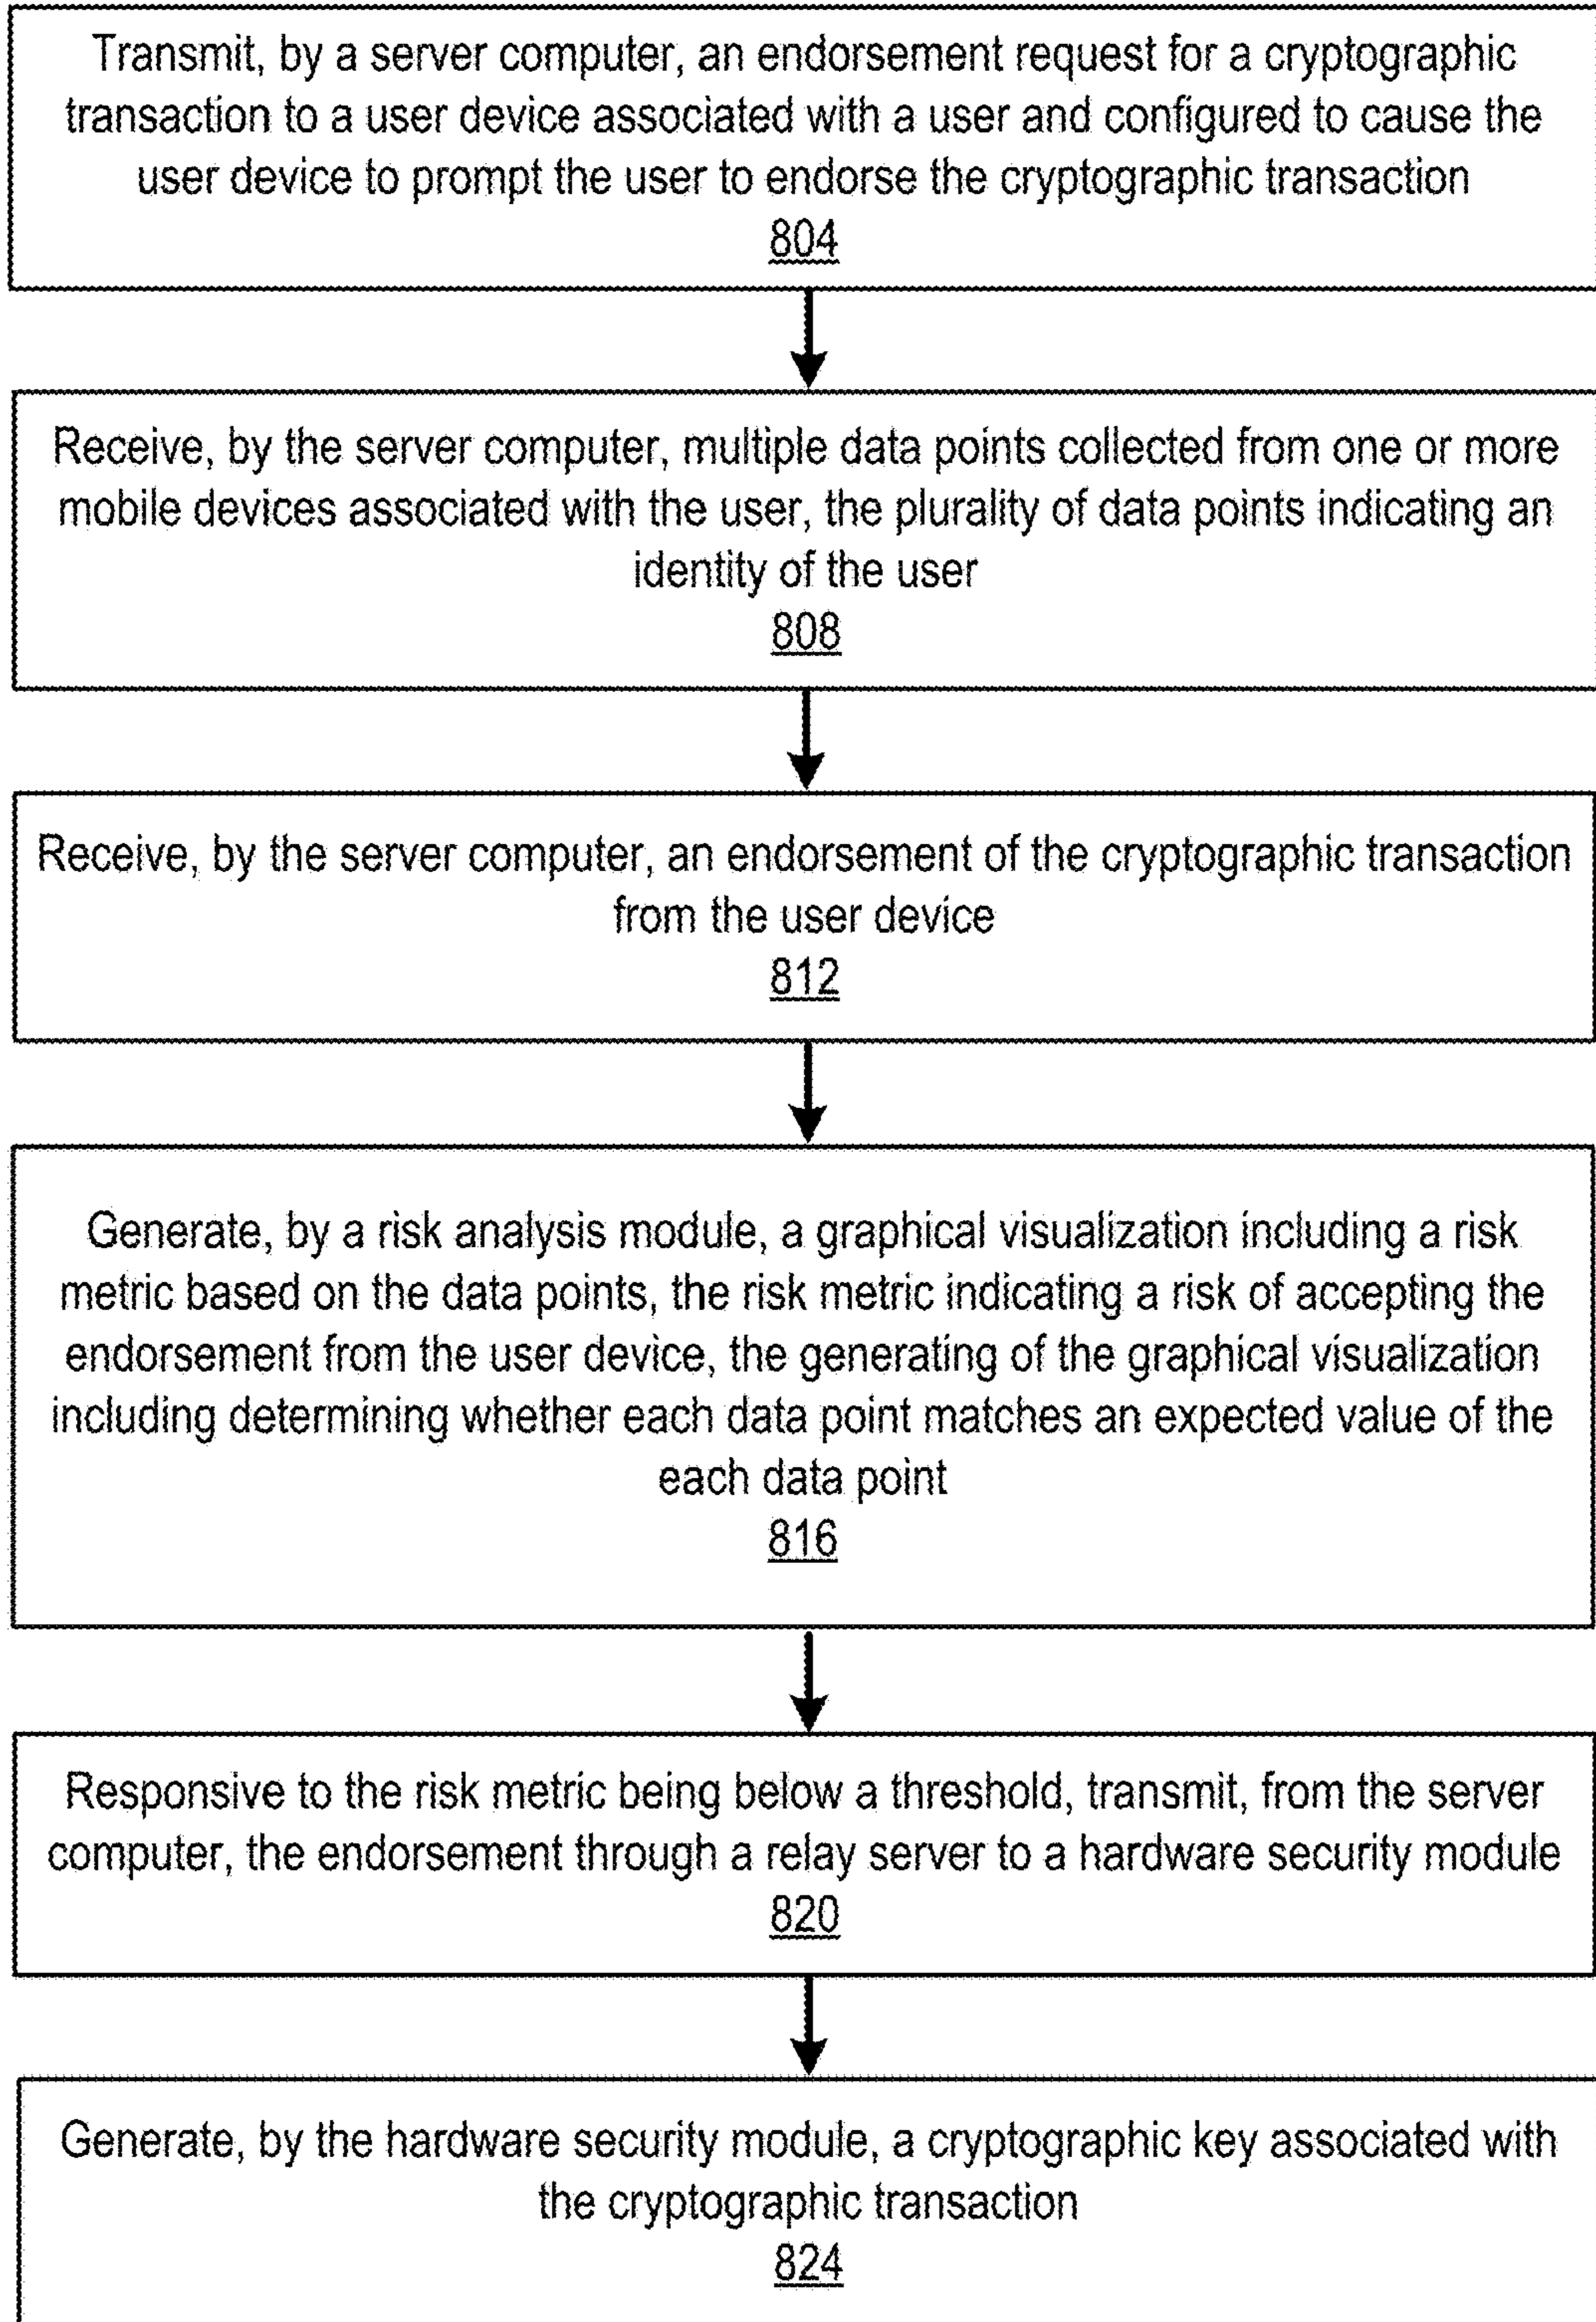 Transmit, by a server computer, an endorsement request for a cryptographic
transaction to a user device associated with a user and configured to cause the
user device to prompt the user to endorse the cryptographic transaction
804
Receive, by the server computer, multiple data points collected from one or more
mobile devices associated with the user, the plurality of data points indicating an
identity of the user
808
Receive, by the server computer, an endorsement of the cryptographic transaction
from the user device
812
Generate, by a risk analysis module, a graphical visualization including a risk
metric based on the data points, the risk metric indicating a risk of accepting the
endorsement from the user device, the generating of the graphical visualization
including determining whether each data point matches an expected value of the
each data point
816
Responsive to the risk metric being below a threshold, transmit, from the server
computer, the endorsement through a relay server to a hardware security module
820
Generate, by the hardware security module, a cryptographic key associated with
the cryptographic transaction
824